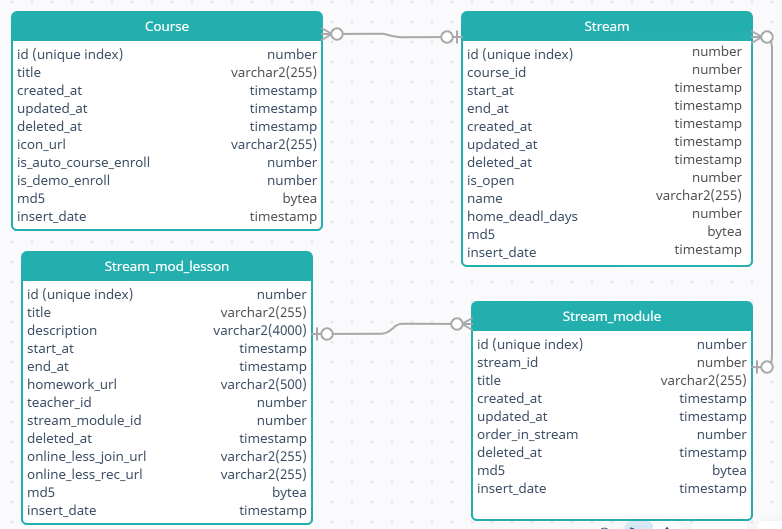 Course
id (unique index) number
title varchar2(255)
created_at timestamp
updated_at timestamp
deleted_at timestamp
icon_url varchar2(255)
is_auto_course_enroll number
is_demo_enroll number
md5 bytea
insert_date timestamp
Stream
id (unique index) number
course_id number
start_at timestamp
end_at timestamp
created_at timestamp
updated_at timestamp
deleted_at timestamp
is_open number
name varchar2(255)
home_deadl_days number
md5 bytea
insert_date timestamp
Stream_mod_lesson
id (unique index) number
title varchar2(255)
description varchar2(4000)
start_at timestamp
end_at timestamp
homework_url varchar2(500)
teacher_id number
stream_module_id number
deleted_at timestamp
online_less_join_url varchar2(255)
online_less_rec_url varchar2(255)
md5 bytea
insert_date timestamp
Stream_module
id (unique index) number
stream_id number
title varchar2(255)
created_at timestamp
updated_at timestamp
order_in_stream number
deleted_at timestamp
md5 bytea
insert_date timestamp